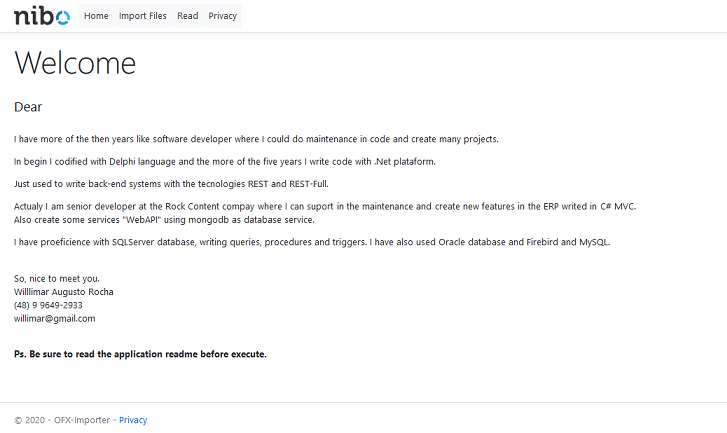 nibo
Home Import Files Read Privacy
Welcome
Dear
I have more of the then years like software developer where I could do maintenance in code and create many projects.
In begin I codified with Delphi language and the more of the five years I write code with .Net plataform.
Just used to write back-end systems with the tecnologies REST and REST-Full.
Actualy I am senior developer at the Rock Content compay where I can suport in the maintenance and create new features in the ERP writed in C# MVC.
Also create some services "WebAPI" using mongodb as database service.
I have proeficience with SQLServer database, writing queries, procedures and triggers. I have also used Oracle database and Firebird and MySQL.
So, nice to meet you.
Willlimar Augusto Rocha
(48) 9 9649-2933
willimar@gmail.com
Ps. Be sure to read the application readme before execute.
© 2020 - OFX-Importer - Privacy